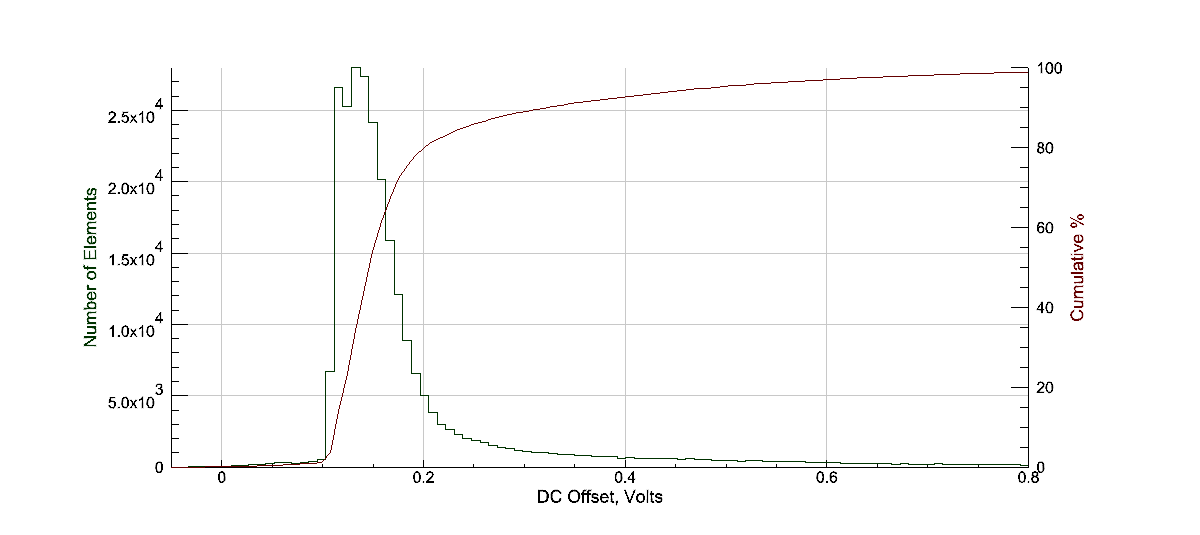 Number of Elements
2.5x10^4
2.0x10^4
1.5x10^4
1.0x10^4
5.0x10^3
0
100
80
60
40
20
0
Cumulative %
0 0.2 0.4 0.6 0.8
DC Offset, Volts